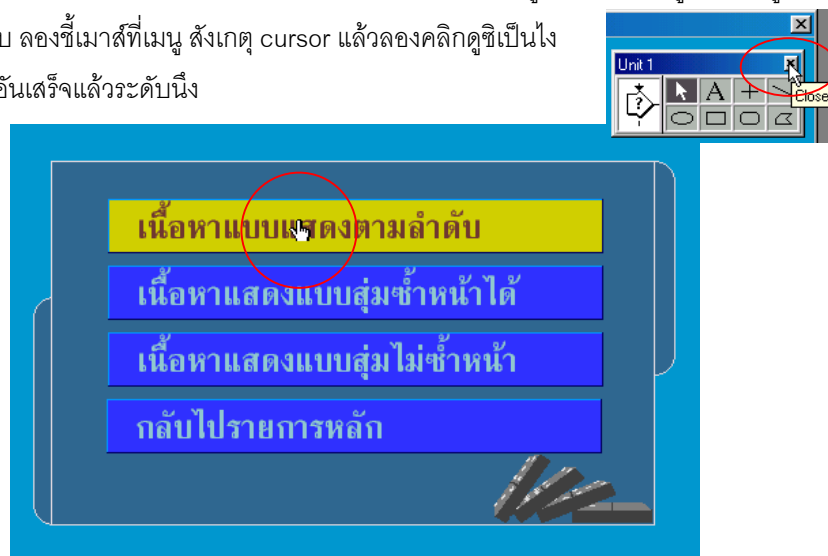 ลองชี้เมาส์ที่เมนู สังเกตุ cursor แล้วลองคลิกดูซิเป็นไง
อันเสร็จแล้วระดับนึง
Unit 1
A
Close
เนื้อหาแบบแสดงตามลำดับ
เนื้อหาแสดงแบบสุ่มซ้ำหน้าได้
เนื้อหาแสดงแบบสุ่มไม่ซ้ำหน้า
กลับไปรายการหลัก